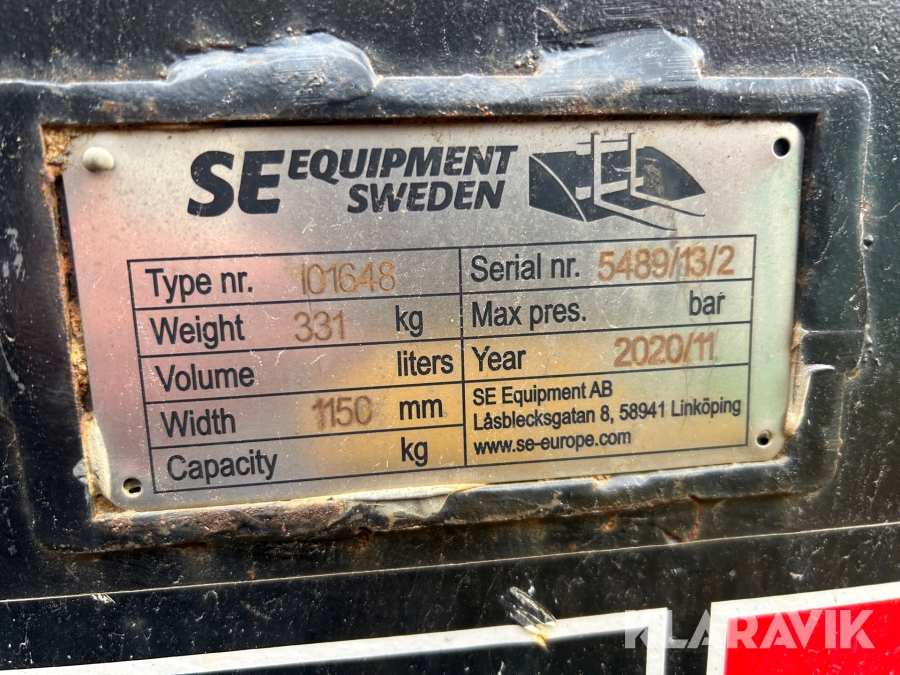 SE EQUIPMENT
SWEDEN
Type nr. 101648
Serial nr. 5489/13/2
Weight 331 kg
Max pres. bar
Volume liters
Year 2020/11
Width 1150 mm
SE Equipment AB
Låsblecksgatan 8, 58941 Linköping
www.se-europe.com
Capacity kg
KLARAVIK